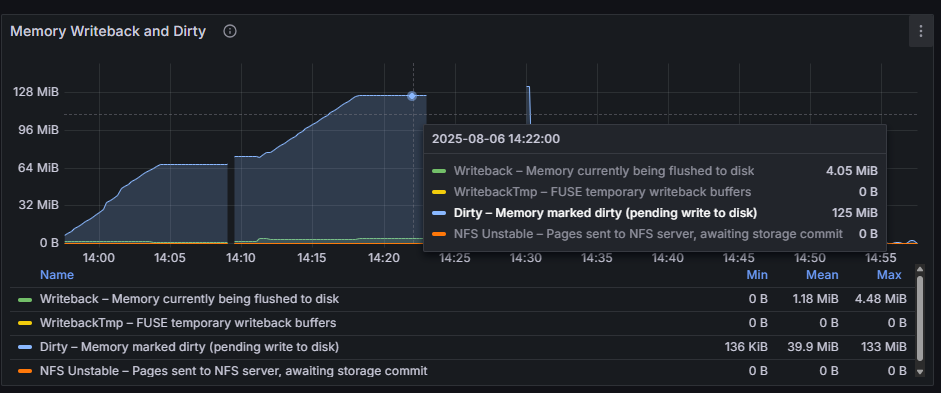 Memory Writeback and Dirty
128 MiB
96 MiB
64 MiB
32 MiB
0 B
14:00 14:05 14:10 14:15 14:20 14:25 14:30 14:35 14:40 14:45 14:50 14:55
2025-08-06 14:22:00
Writeback – Memory currently being flushed to disk 4.05 MiB
WritebackTmp – FUSE temporary writeback buffers 0 B
Dirty – Memory marked dirty (pending write to disk) 125 MiB
NFS Unstable – Pages sent to NFS server, awaiting storage commit 0 B
Name Min Mean Max
Writeback – Memory currently being flushed to disk 0 B 1.18 MiB 4.48 MiB
WritebackTmp – FUSE temporary writeback buffers 0 B 0 B 0 B
Dirty – Memory marked dirty (pending write to disk) 136 KiB 39.9 MiB 133 MiB
NFS Unstable – Pages sent to NFS server, awaiting storage commit 0 B 0 B 0 B